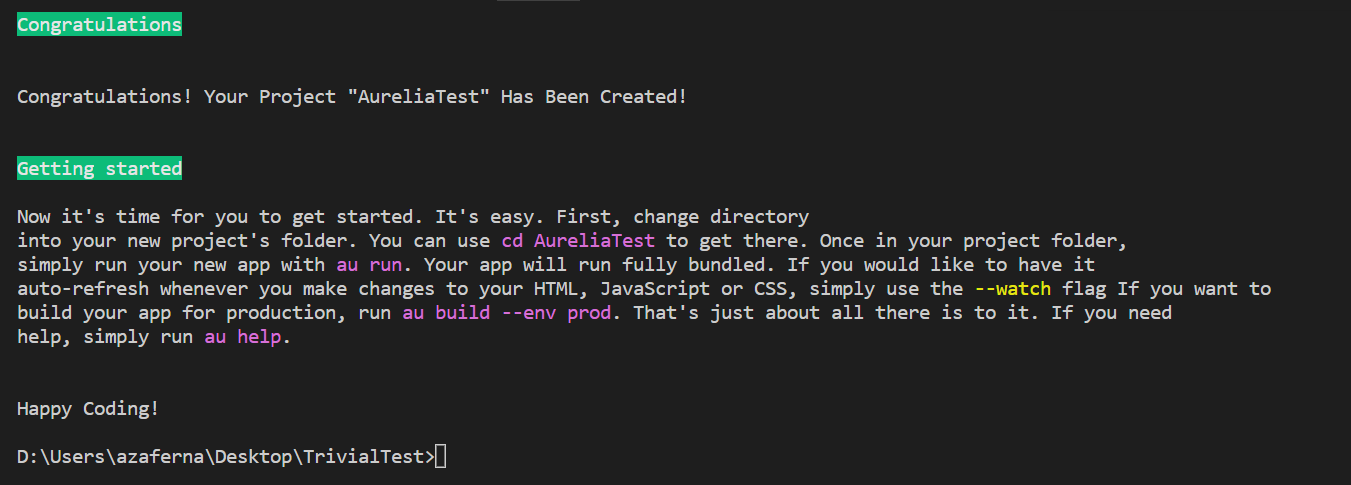 Congratulations
Congratulations! Your Project "AureliaTest" Has Been Created!
Getting started
Now it's time for you to get started. It's easy. First, change directory
into your new project's folder. You can use cd AureliaTest to get there. Once in your project folder,
simply run your new app with au run. Your app will run fully bundled. If you would like to have it
auto-refresh whenever you make changes to your HTML, JavaScript or CSS, simply use the --watch flag If you want to
build your app for production, run au build --env prod. That's just about all there is to it. If you need
help, simply run au help.
Happy Coding!
D:\Users\azaferna\Desktop\TrivialTest>